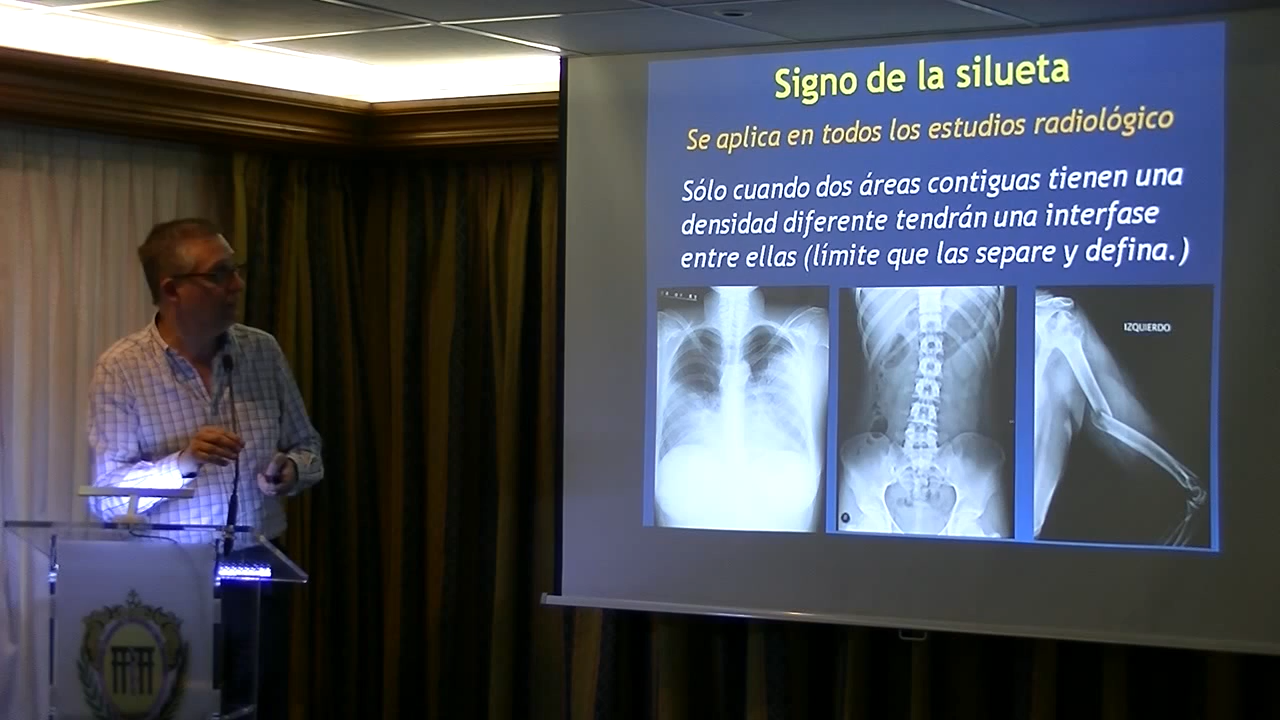 Signo de la silueta
Se aplica en todos los estudios radiológico
Sólo cuando dos áreas contiguas tienen una
densidad diferente tendrán una interfase
entre ellas (límite que las separe y defina.)
IZQUIERDO